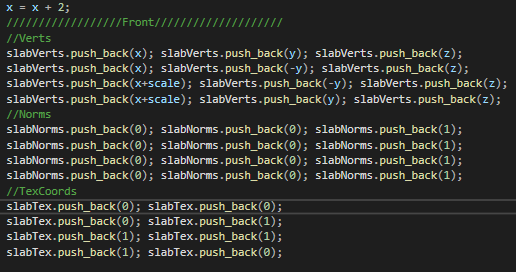 x = x + 2;
//////////////////Front////////////////////
//Verts
slabVerts.push_back(x); slabVerts.push_back(y); slabVerts.push_back(z);
slabVerts.push_back(x); slabVerts.push_back(-y); slabVerts.push_back(z);
slabVerts.push_back(x+scale); slabVerts.push_back(-y); slabVerts.push_back(z);
slabVerts.push_back(x+scale); slabVerts.push_back(y); slabVerts.push_back(z);
//Norms
slabNorms.push_back(0); slabNorms.push_back(0); slabNorms.push_back(1);
slabNorms.push_back(0); slabNorms.push_back(0); slabNorms.push_back(1);
slabNorms.push_back(0); slabNorms.push_back(0); slabNorms.push_back(1);
slabNorms.push_back(0); slabNorms.push_back(0); slabNorms.push_back(1);
//TexCoords
slabTex.push_back(0); slabTex.push_back(0);
slabTex.push_back(0); slabTex.push_back(1);
slabTex.push_back(1); slabTex.push_back(1);
slabTex.push_back(1); slabTex.push_back(0);